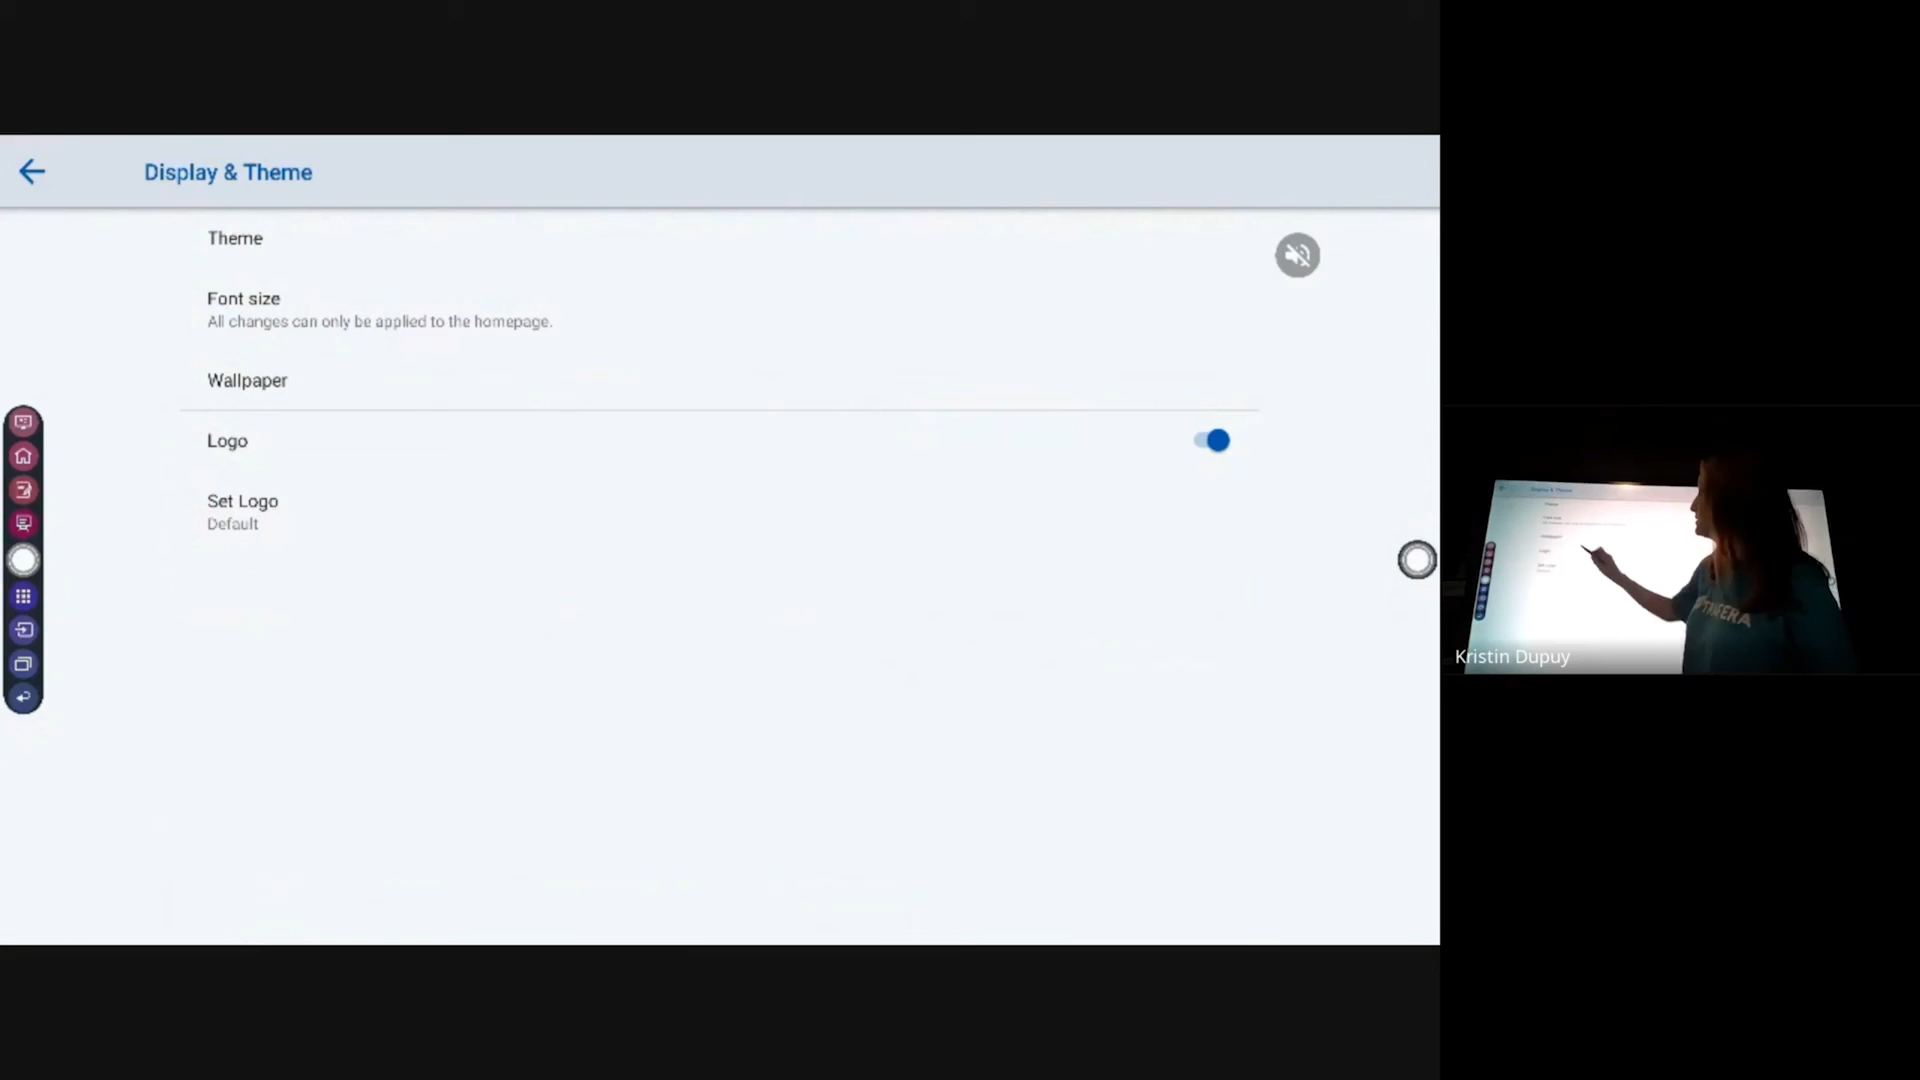 Display & Theme
Theme
Font size
All changes can only be applied to the homepage.
Wallpaper
Logo
Set Logo
Default
Kristin Dupuy